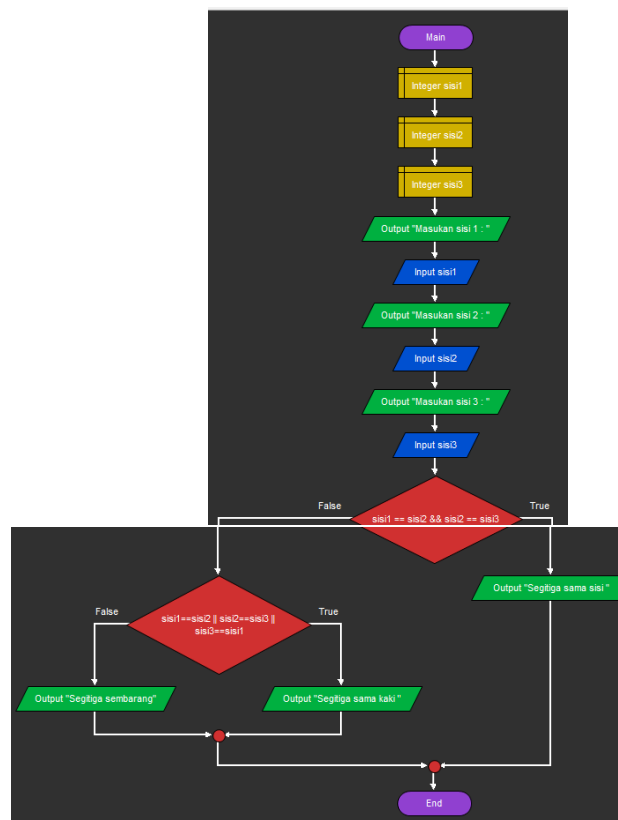 Main
Integer sisi1
Integer sisi2
Integer sisi3
Output "Masukan sisi 1 : "
Input sisi1
Output "Masukan sisi 2 : "
Input sisi2
Output "Masukan sisi 3 : "
Input sisi3
False
True
sisi1 == sisi2 && sisi2 == sisi3
Output "Segitiga sama sisi "
False
True
sisi1==sisi2 || sisi2==sisi3 ||
sisi3==sisi1
Output "Segitiga sembarang"
Output "Segitiga sama kaki "
End